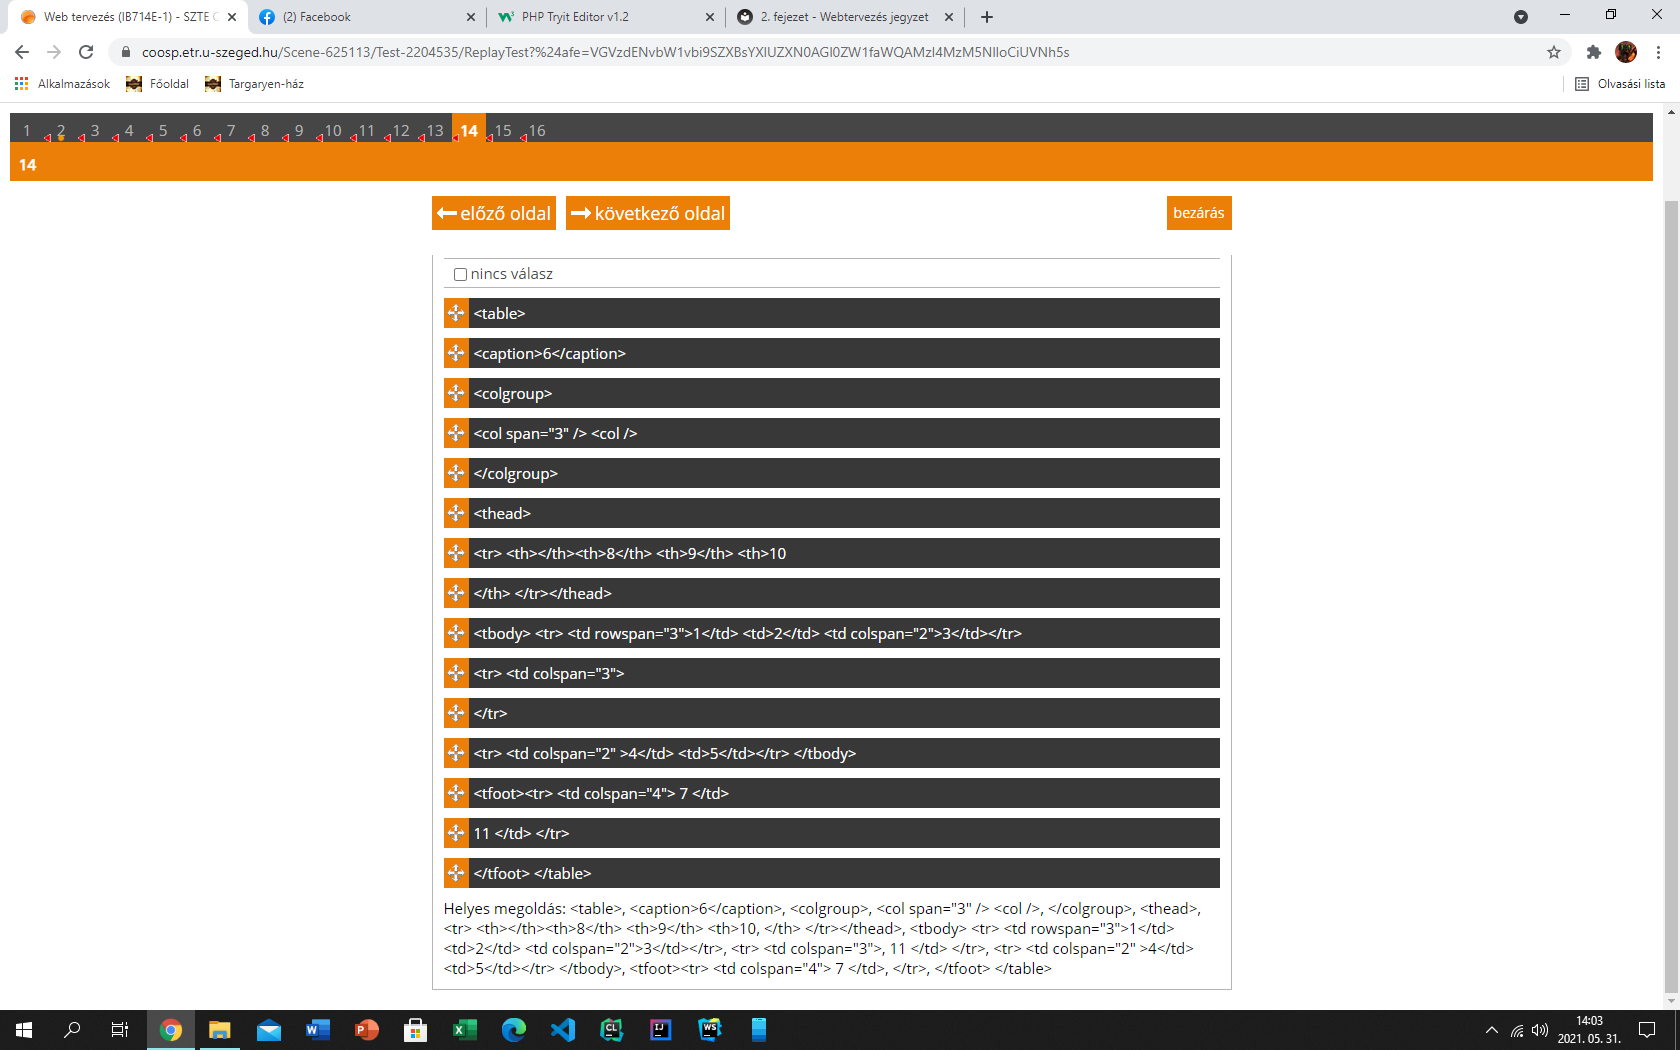 Web tervezés (IB714E-1) - SZTE
(2) Facebook
PHP Tryit Editor v1.2
2. fejezet - Webtervezés jegyzet
coosp.etr.u-szeged.hu/Scene-625113/Test-2204535/ReplayTest?%24afe=
Alkalmazások
Főoldal
Targaryen-ház
Olvasási lista
1 2 3 4 5 6 7 8 9 10 11 12 13 14 15 16
14
előző oldal
következő oldal
bezárás
nincs válasz
<table>
<caption>6</caption>
<colgroup>
<col span="3" /> <col />
</colgroup>
<thead>
<tr> <th></th><th>8</th> <th>9</th> <th>10
</th> </tr></thead>
<tbody> <tr> <td rowspan="3">1</td> <td>2</td> <td colspan="2">3</td></tr>
<tr> <td colspan="3">
</tr>
<tr> <td colspan="2" >4</td> <td>5</td></tr> </tbody>
<tfoot><tr> <td colspan="4"> 7 </td>
11 </td> </tr>
</tfoot> </table>
Helyes megoldás: <table>, <caption>6</caption>, <colgroup>, <col span="3" /> <col />, </colgroup>, <thead>,
<tr> <th></th><th>8</th> <th>9</th> <th>10, </th> </tr></thead>, <tbody> <tr> <td rowspan="3">1</td>
<td>2</td> <td colspan="2">3</td></tr>, <tr> <td colspan="3">, 11 </td> </tr>, <tr> <td colspan="2" >4</td>
<td>5</td></tr> </tbody>, <tfoot><tr> <td colspan="4"> 7 </td>, </tr>, </tfoot> </table>
14:03
2021. 05. 31.